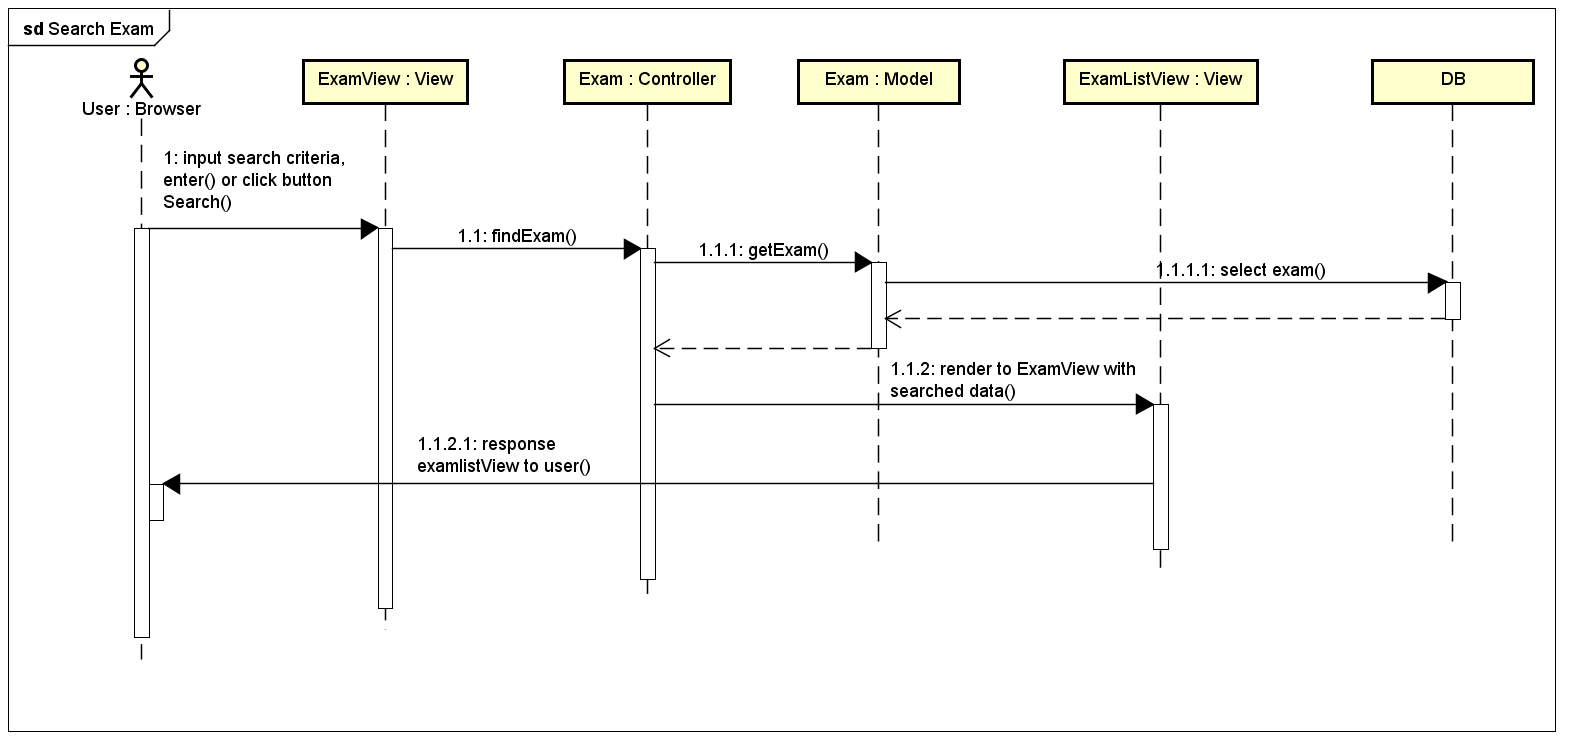 sd Search Exam
User : Browser
ExamView : View
Exam : Controller
Exam : Model
ExamListView : View
DB
1: input search criteria,
enter() or click button
Search()
1.1: findExam()
1.1.1: getExam()
1.1.1.1: select exam()
1.1.2: render to ExamView with
searched data()
1.1.2.1: response
examlistView to user()